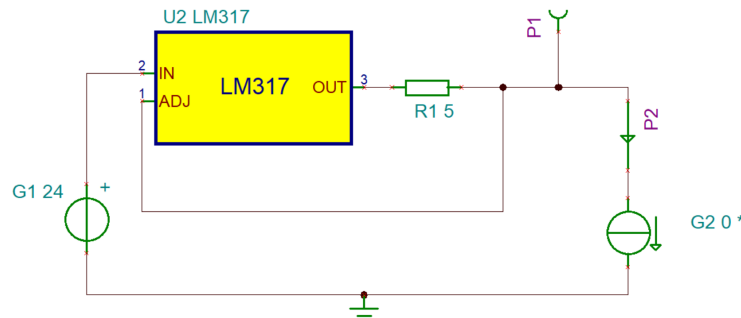 U2 LM317
P1
2
IN
LM317
OUT
3
1
ADJ
R1 5
P2
G1 24
+
G2 0 *